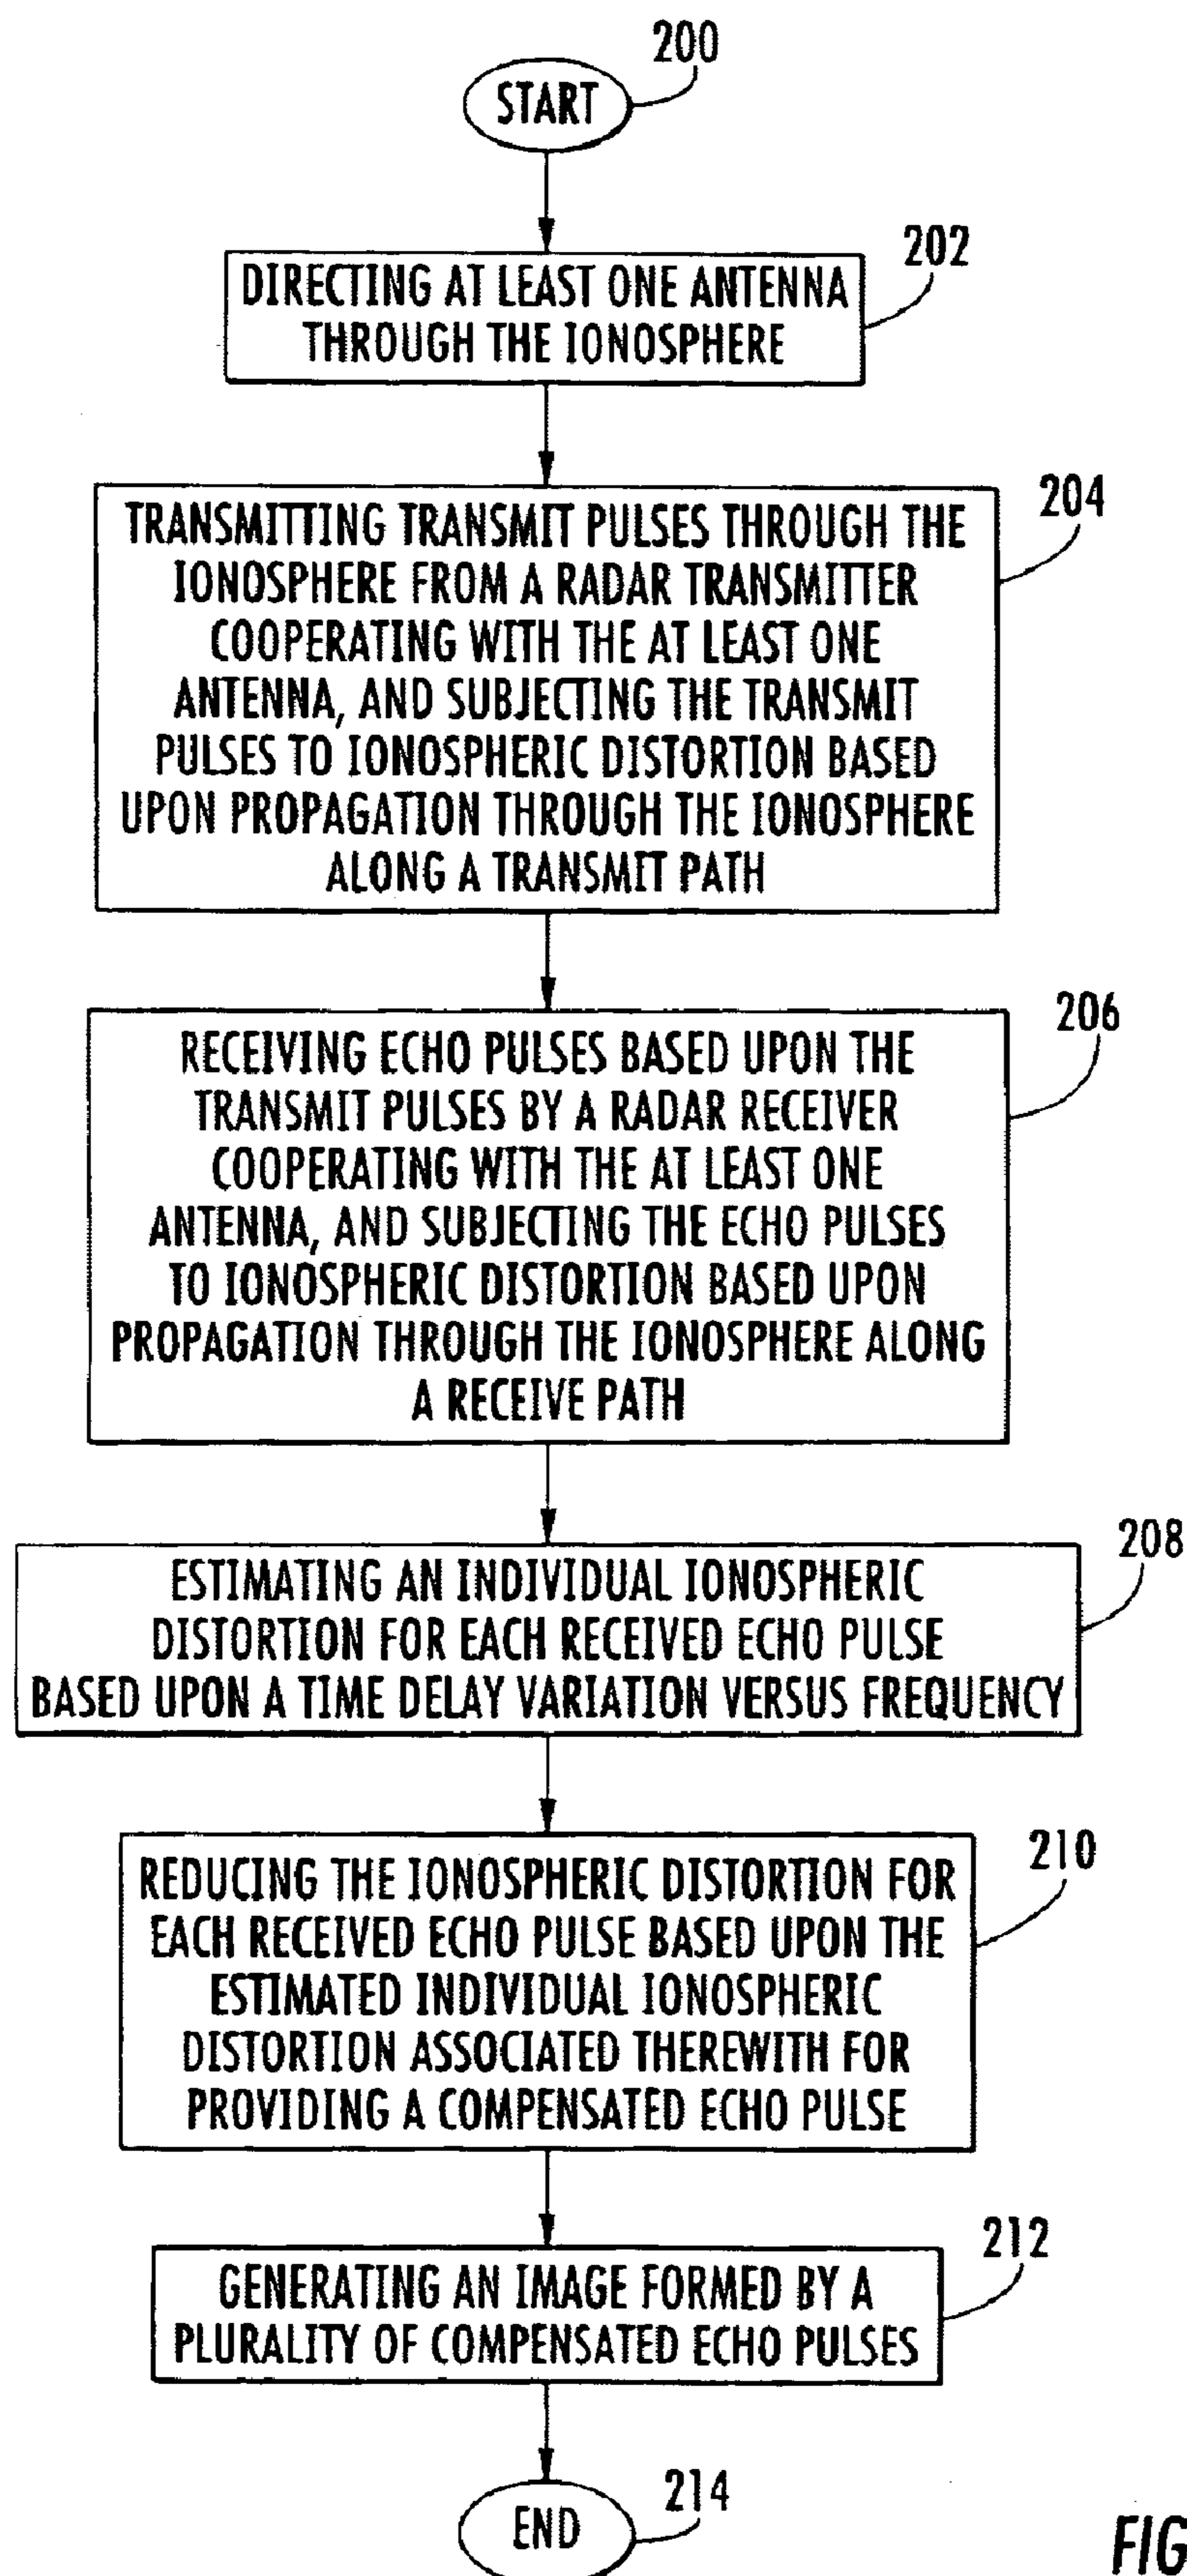 200
START
202
DIRECTING AT LEAST ONE ANTENNA
THROUGH THE IONOSPHERE
204
TRANSMITTING TRANSMIT PULSES THROUGH THE
IONOSPHERE FROM A RADAR TRANSMITTER
COOPERATING WITH THE AT LEAST ONE
ANTENNA, AND SUBJECTING THE TRANSMIT
PULSES TO IONOSPHERIC DISTORTION BASED
UPON PROPAGATION THROUGH THE IONOSPHERE
ALONG A TRANSMIT PATH
206
RECEIVING ECHO PULSES BASED UPON THE
TRANSMIT PULSES BY A RADAR RECEIVER
COOPERATING WITH THE AT LEAST ONE
ANTENNA, AND SUBJECTING THE ECHO PULSES
TO IONOSPHERIC DISTORTION BASED UPON
PROPAGATION THROUGH THE IONOSPHERE ALONG
A RECEIVE PATH
208
ESTIMATING AN INDIVIDUAL IONOSPHERIC
DISTORTION FOR EACH RECEIVED ECHO PULSE
BASED UPON A TIME DELAY VARIATION VERSUS FREQUENCY
210
REDUCING THE IONOSPHERIC DISTORTION FOR
EACH RECEIVED ECHO PULSE BASED UPON THE
ESTIMATED INDIVIDUAL IONOSPHERIC
DISTORTION ASSOCIATED THEREWITH FOR
PROVIDING A COMPENSATED ECHO PULSE
212
GENERATING AN IMAGE FORMED BY A
PLURALITY OF COMPENSATED ECHO PULSES
214
END
FIG